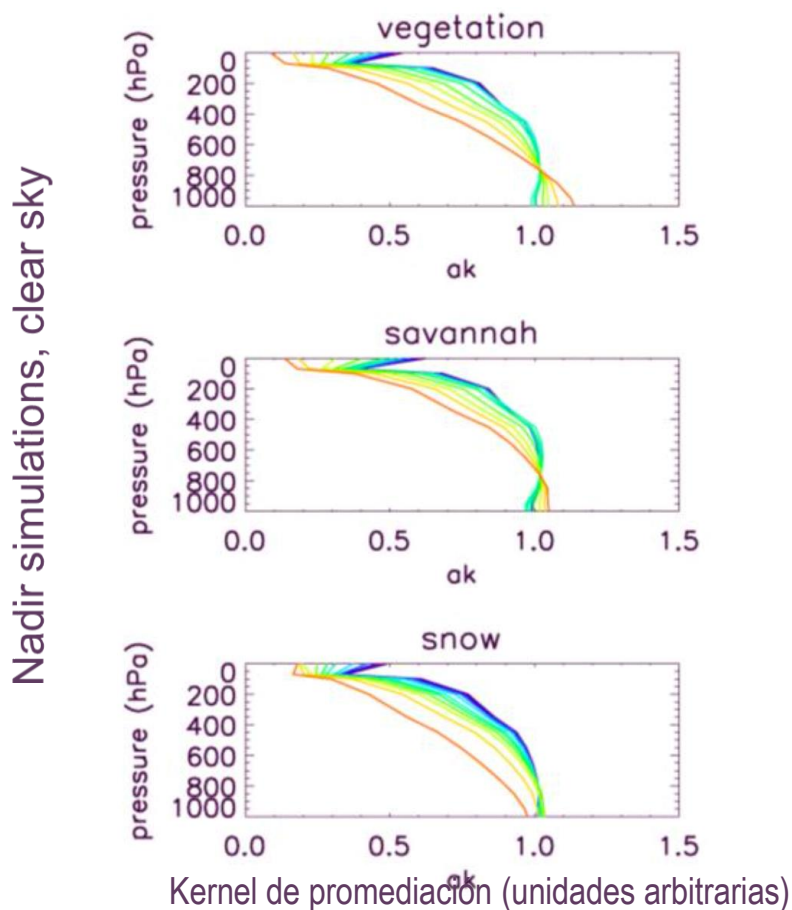 Nadir simulations, clear sky
vegetation
pressure (hPa)
0
200
400
600
800
1000
0.0 0.5 1.0 1.5
ak
savannah
pressure (hPa)
0
200
400
600
800
1000
0.0 0.5 1.0 1.5
ak
snow
pressure (hPa)
0
200
400
600
800
1000
0.0 0.5 1.0 1.5
ak
Kernel de promediación (unidades arbitrarias)